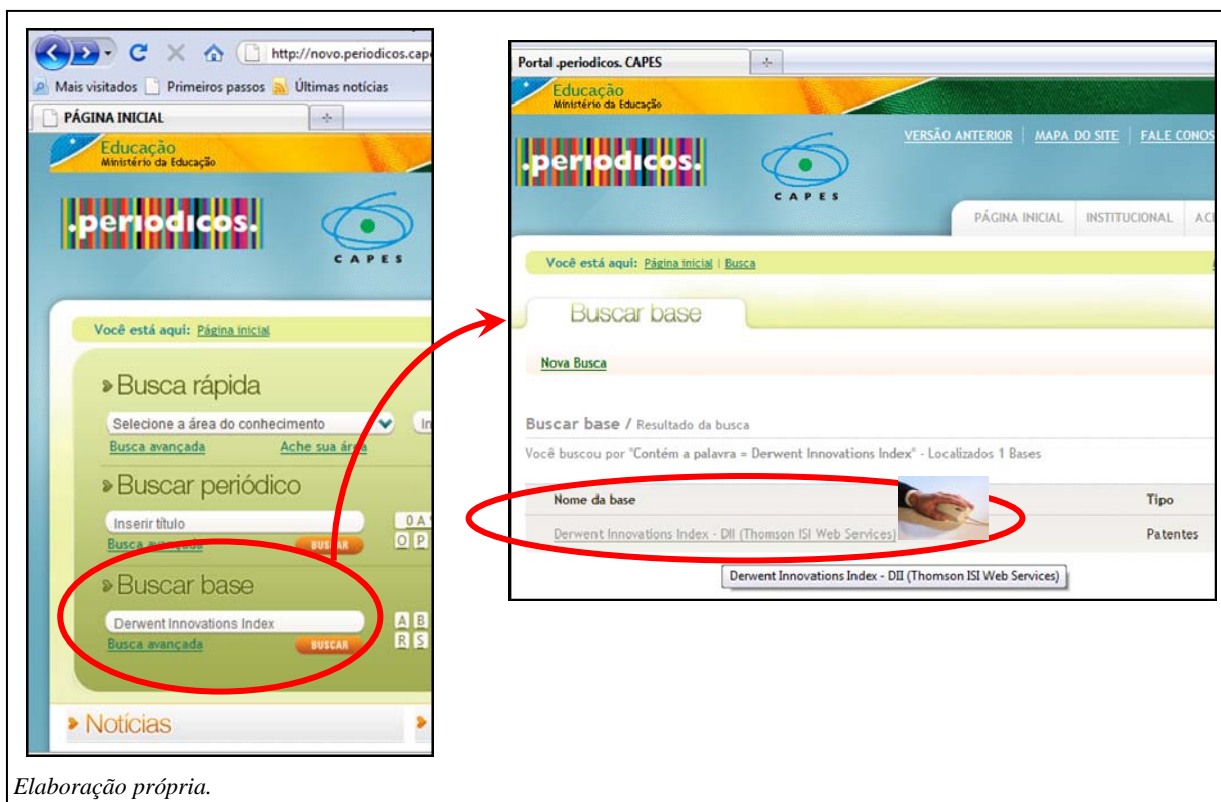 http://novo.periodicos.cap
Mais visitados Primeiros passos Últimas notícias
PÁGINA INICIAL
Educação
Ministério da Educação
.periodicos.
CAPES
Você está aqui: Página inicial
Busca rápida
Selecione a área do conhecimento
Busca avançada Ache sua área
Buscar periódico
Inserir título
0 A
Busca avançada BUSCAR O P
Buscar base
Derwent Innovations Index A B
Busca avançada BUSCAR R S
Notícias
Portal .periodicos. CAPES
Educação
Ministério da Educação
VERSÃO ANTERIOR MAPA DO SITE FALE CONOS
.periodicos.
CAPES
PÁGINA INICIAL INSTITUCIONAL
Você está aqui: Página inicial | Busca
Buscar base
Nova Busca
Buscar base / Resultado da busca
Você buscou por "Contém a palavra = Derwent Innovations Index" - Localizados 1 Bases
Nome da base Tipo
Derwent Innovations Index - DII (Thomson ISI Web Services) Patentes
Derwent Innovations Index - DII (Thomson ISI Web Services)
Elaboração própria.